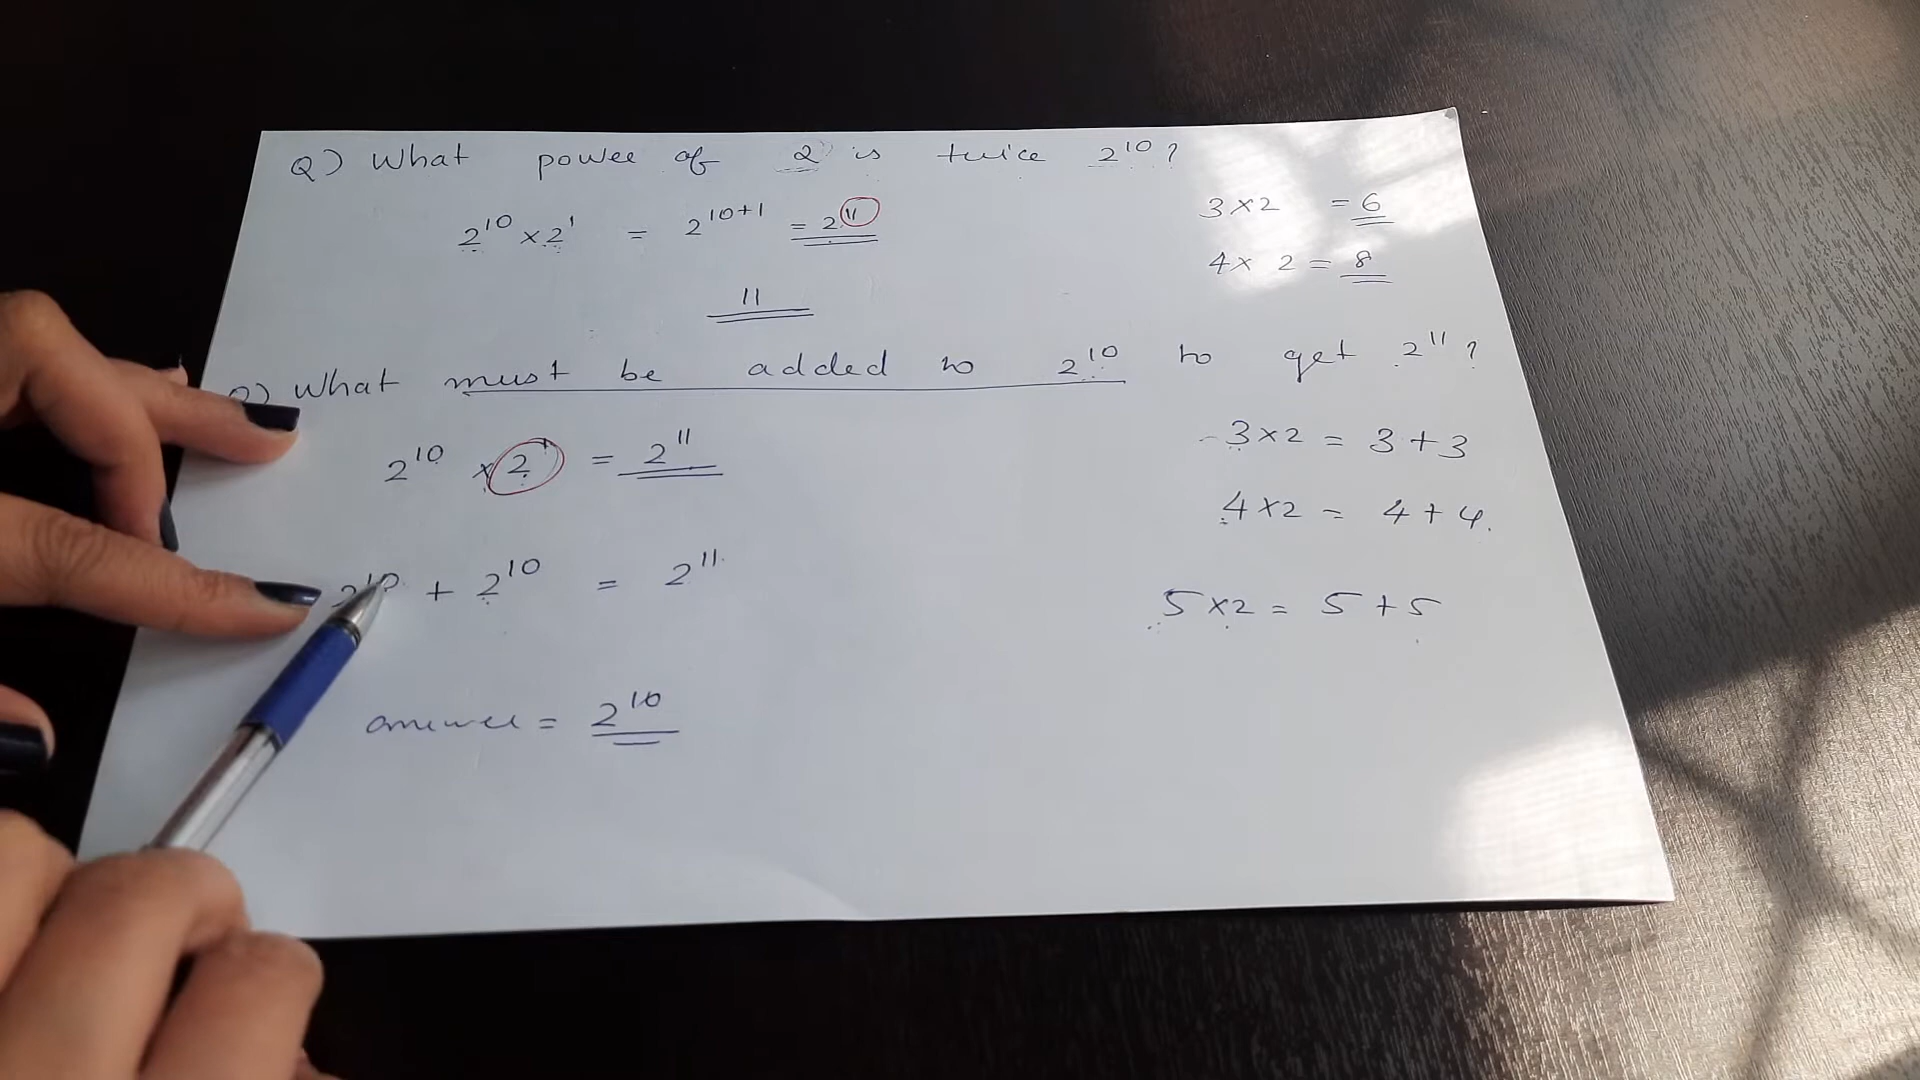 Q) What power of 2 is twice 2¹⁰?
2¹⁰ × 2¹ = 2¹⁰⁺¹ = 2¹¹
3×2 = 6
4× 2 = 8
11
Q) What must be added to 2¹⁰ to get 2¹¹?
2¹⁰ × 2¹ = 2¹¹
3×2 = 3+3
4×2 = 4+4.
2¹⁰ + 2¹⁰ = 2¹¹
5×2 = 5+5
answer = 2¹⁰